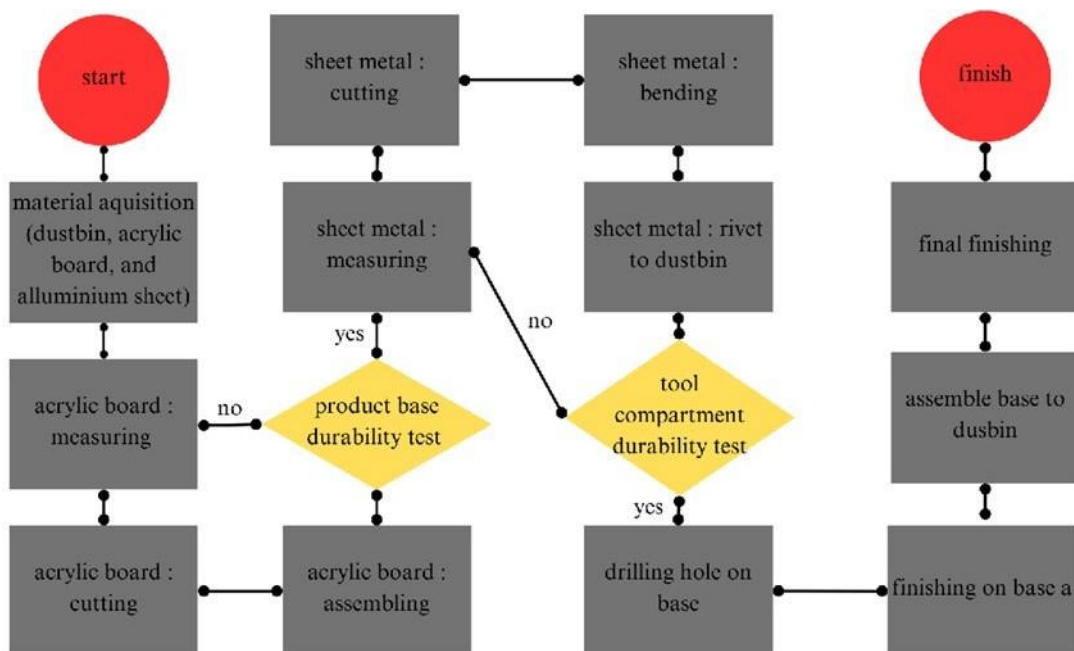 start
material aquisition
(dustbin, acrylic
board, and
alluminium sheet)
acrylic board :
measuring
acrylic board :
cutting
acrylic board :
assembling
product base
durability test
no
yes
sheet metal :
measuring
sheet metal :
cutting
sheet metal :
bending
sheet metal : rivet
to dustbin
tool
compartment
durability test
no
yes
drilling hole on
base
finishing on base a
assemble base to
dusbin
final finishing
finish